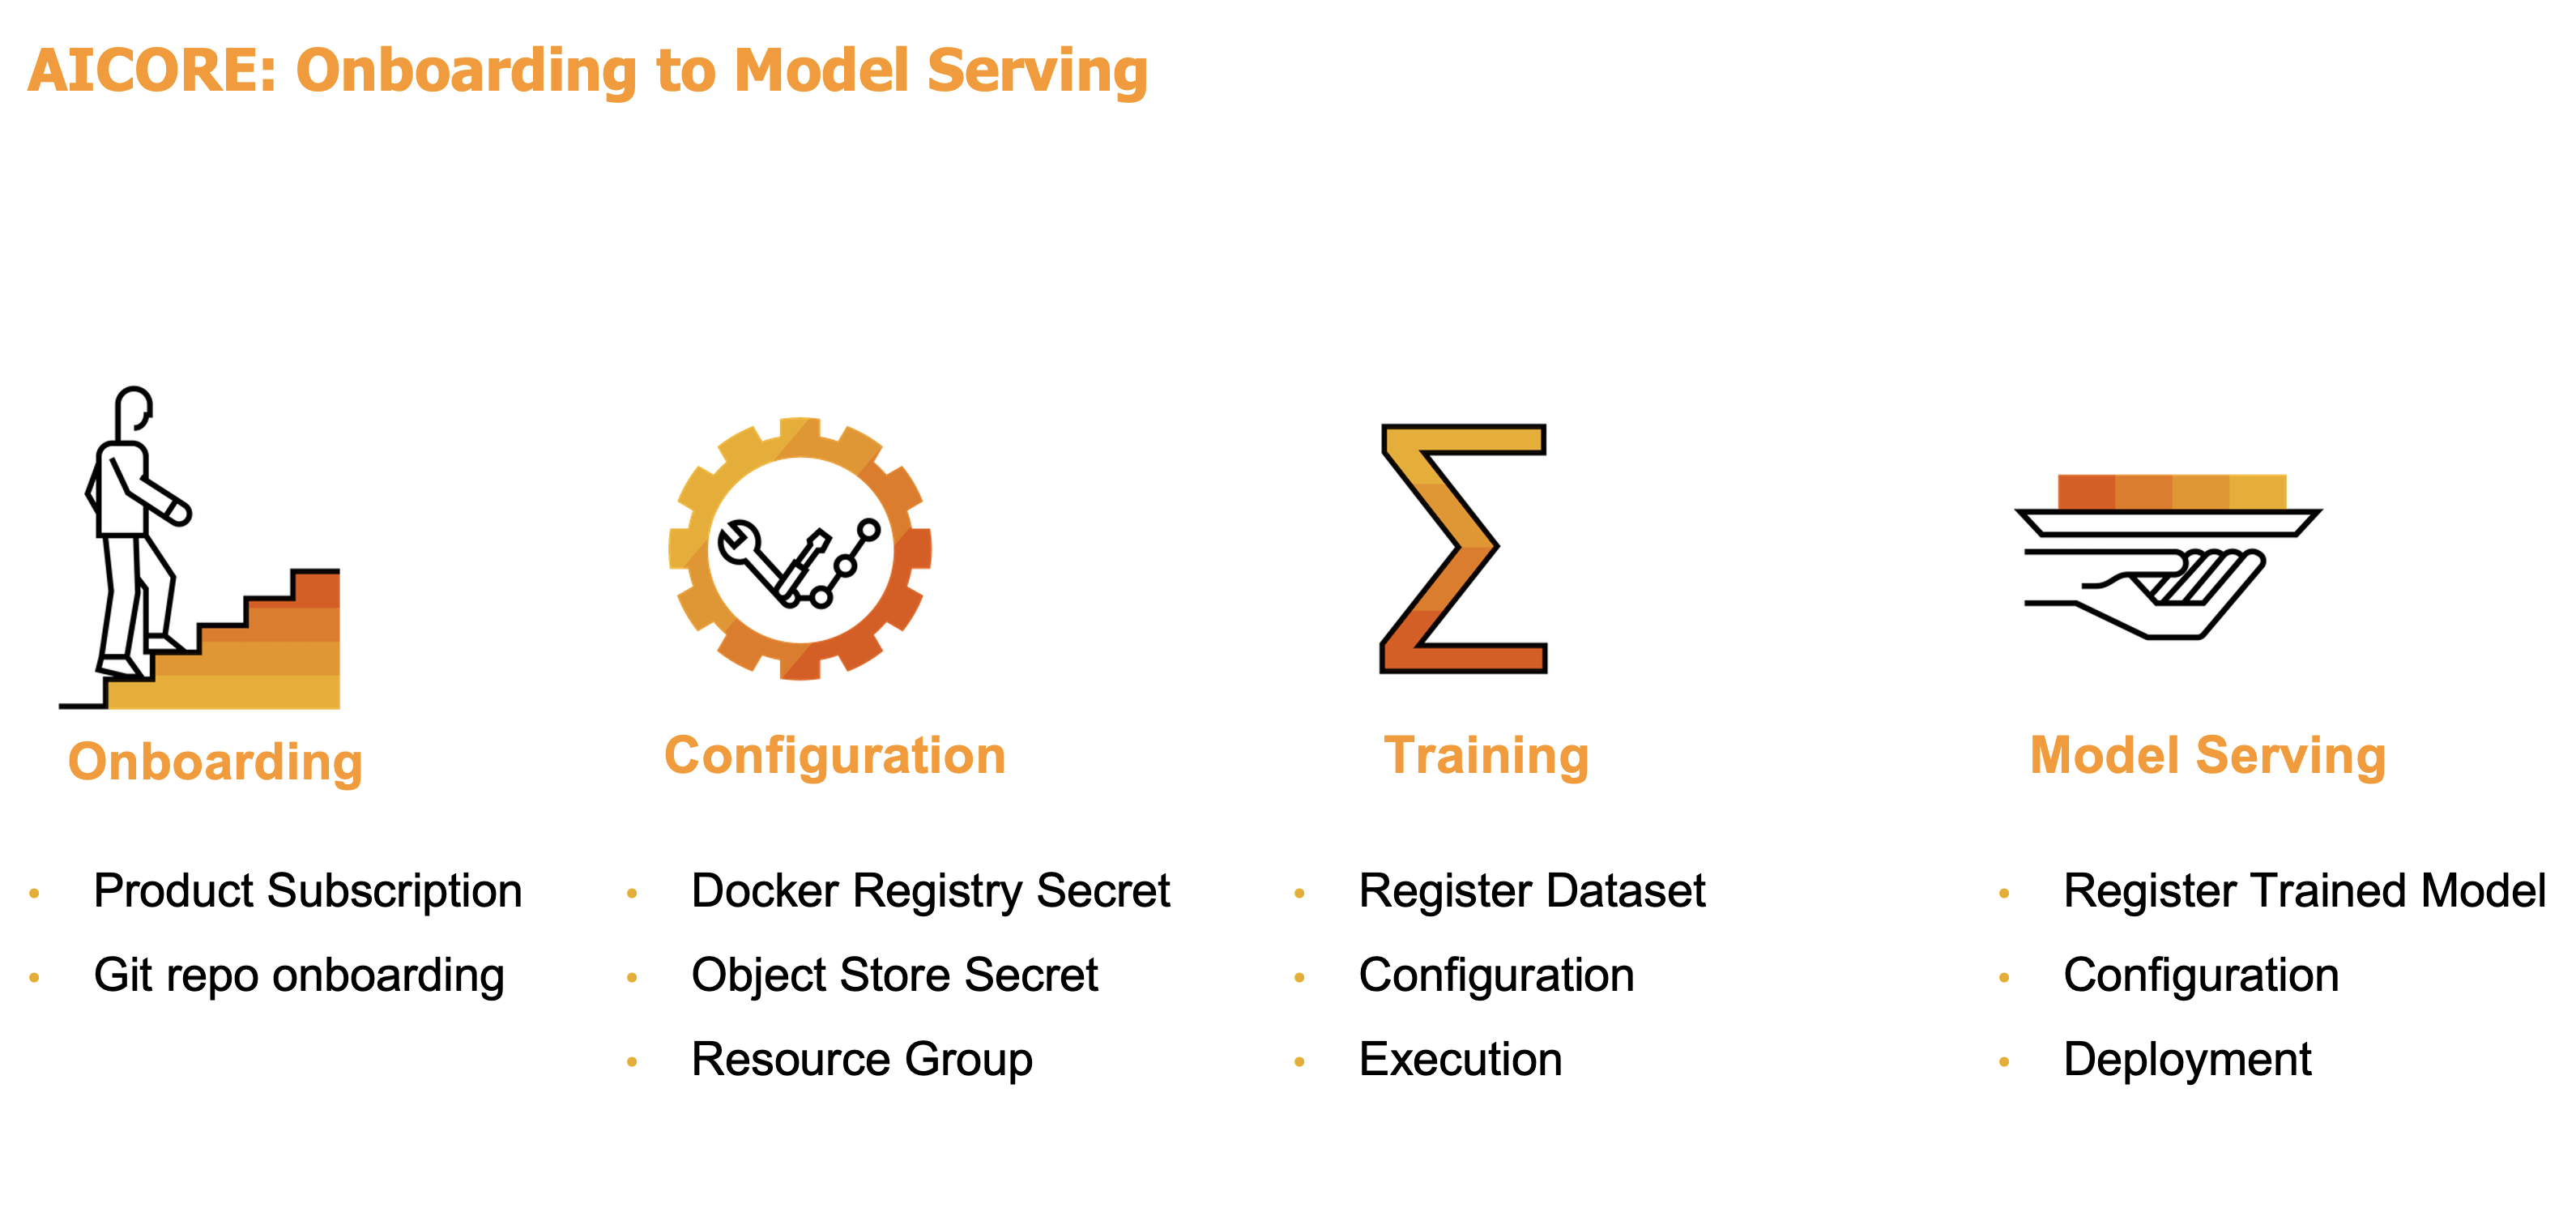 AICORE: Onboarding to Model Serving
Onboarding
• Product Subscription
• Git repo onboarding
Configuration
• Docker Registry Secret
• Object Store Secret
• Resource Group
Training
• Register Dataset
• Configuration
• Execution
Model Serving
• Register Trained Model
• Configuration
• Deployment